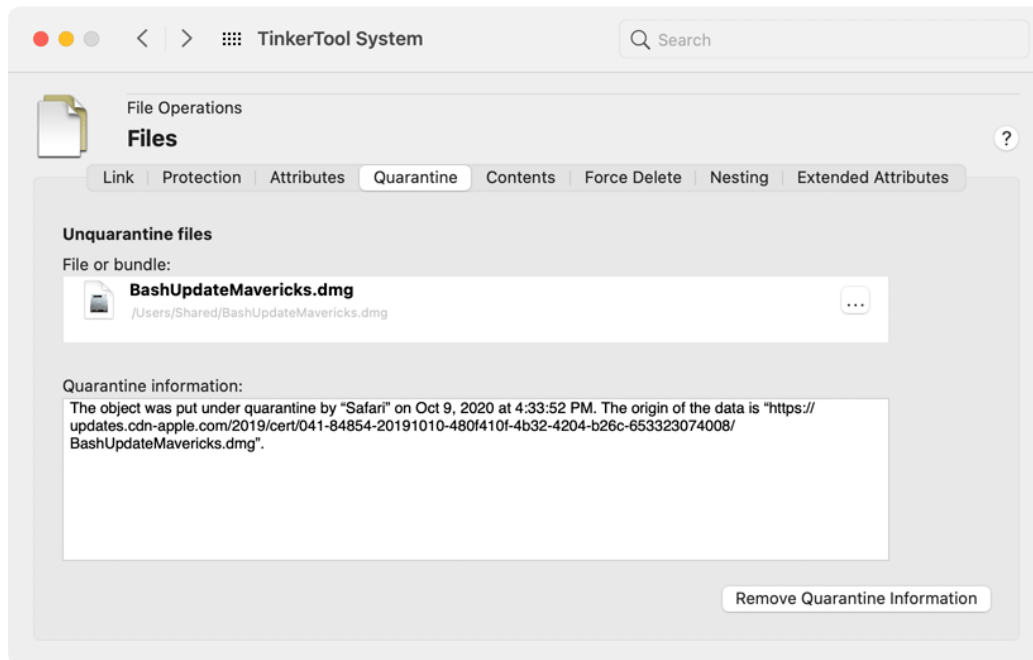 TinkerTool System
Search
File Operations
Files
?
Link Protection Attributes Quarantine Contents Force Delete Nesting Extended Attributes
Unquarantine files
File or bundle:
BashUpdateMavericks.dmg
/Users/Shared/BashUpdateMavericks.dmg
...
Quarantine information:
The object was put under quarantine by “Safari” on Oct 9, 2020 at 4:33:52 PM. The origin of the data is “https://
updates.cdn-apple.com/2019/cert/041-84854-20191010-480f410f-4b32-4204-b26c-653323074008/
BashUpdateMavericks.dmg”.
Remove Quarantine Information